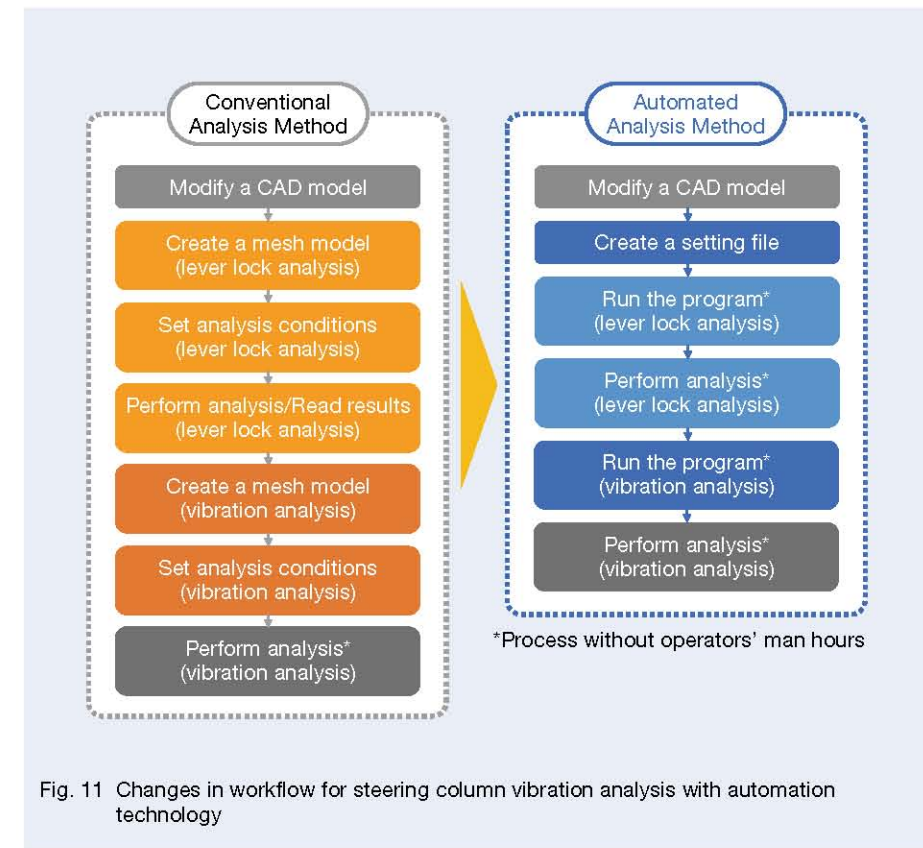 Conventional
Analysis Method
Modify a CAD model
Create a mesh model
(lever lock analysis)
Set analysis conditions
(lever lock analysis)
Perform analysis/Read results
(lever lock analysis)
Create a mesh model
(vibration analysis)
Set analysis conditions
(vibration analysis)
Perform analysis*
(vibration analysis)
Automated
Analysis Method
Modify a CAD model
Create a setting file
Run the program*
(lever lock analysis)
Perform analysis*
(lever lock analysis)
Run the program*
(vibration analysis)
Perform analysis*
(vibration analysis)
*Process without operators' man hours
Fig. 11 Changes in workflow for steering column vibration analysis with automation
technology